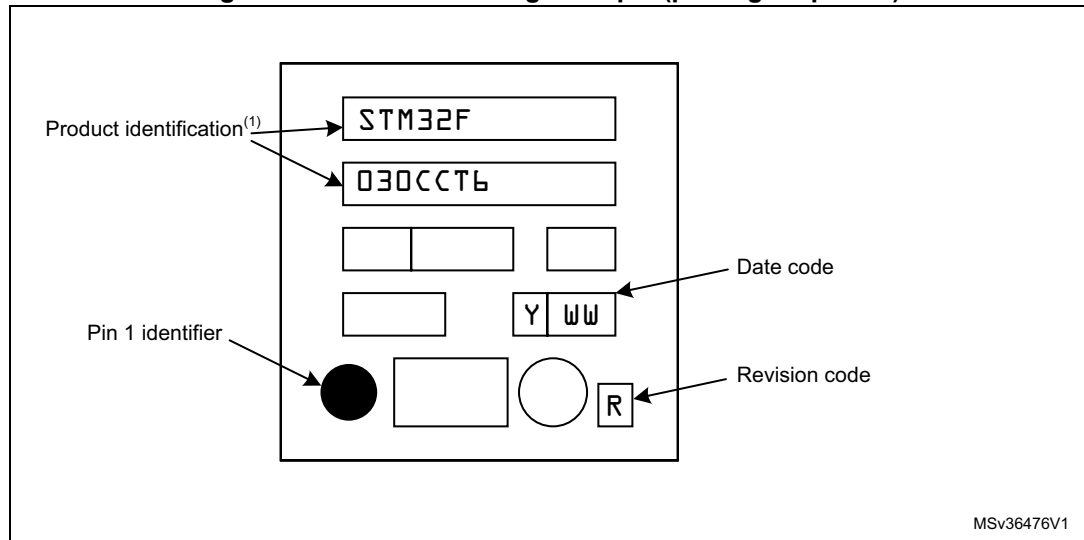 STM32F
Product identification(1)
030CCT6
Date code
Y WW
Pin 1 identifier
Revision code
R
MSv36476V1